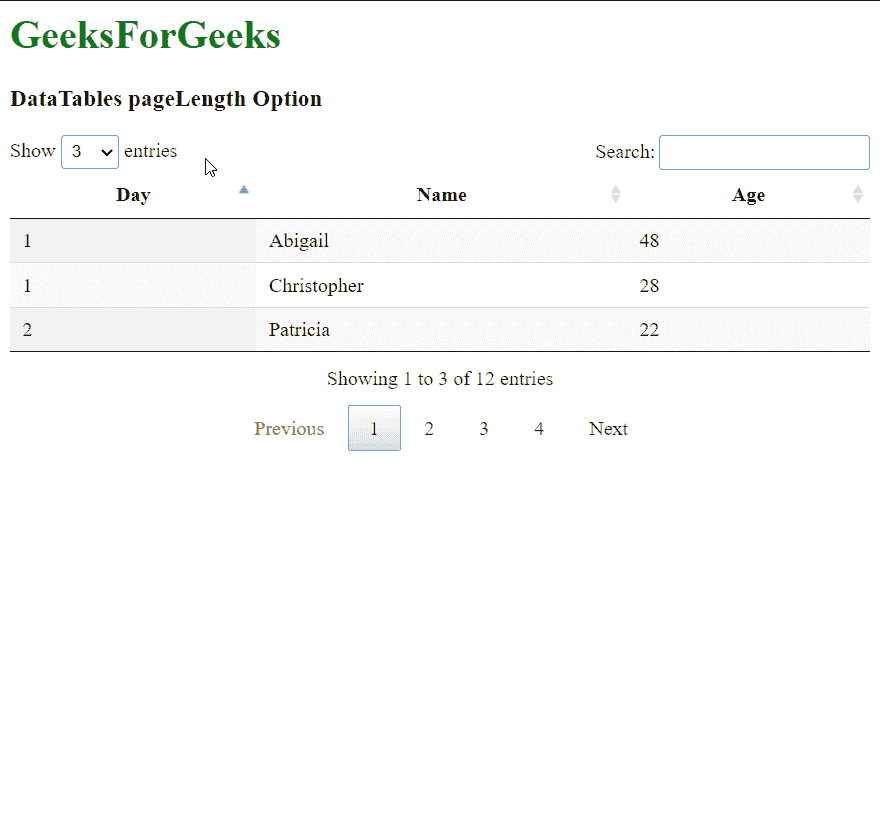 GeeksForGeeks
DataTables pageLength Option
Show 3 entries Search:
Day Name Age
1 Abigail 48
1 Christopher 28
2 Patricia 22
Showing 1 to 3 of 12 entries
Previous 1 2 3 4 Next